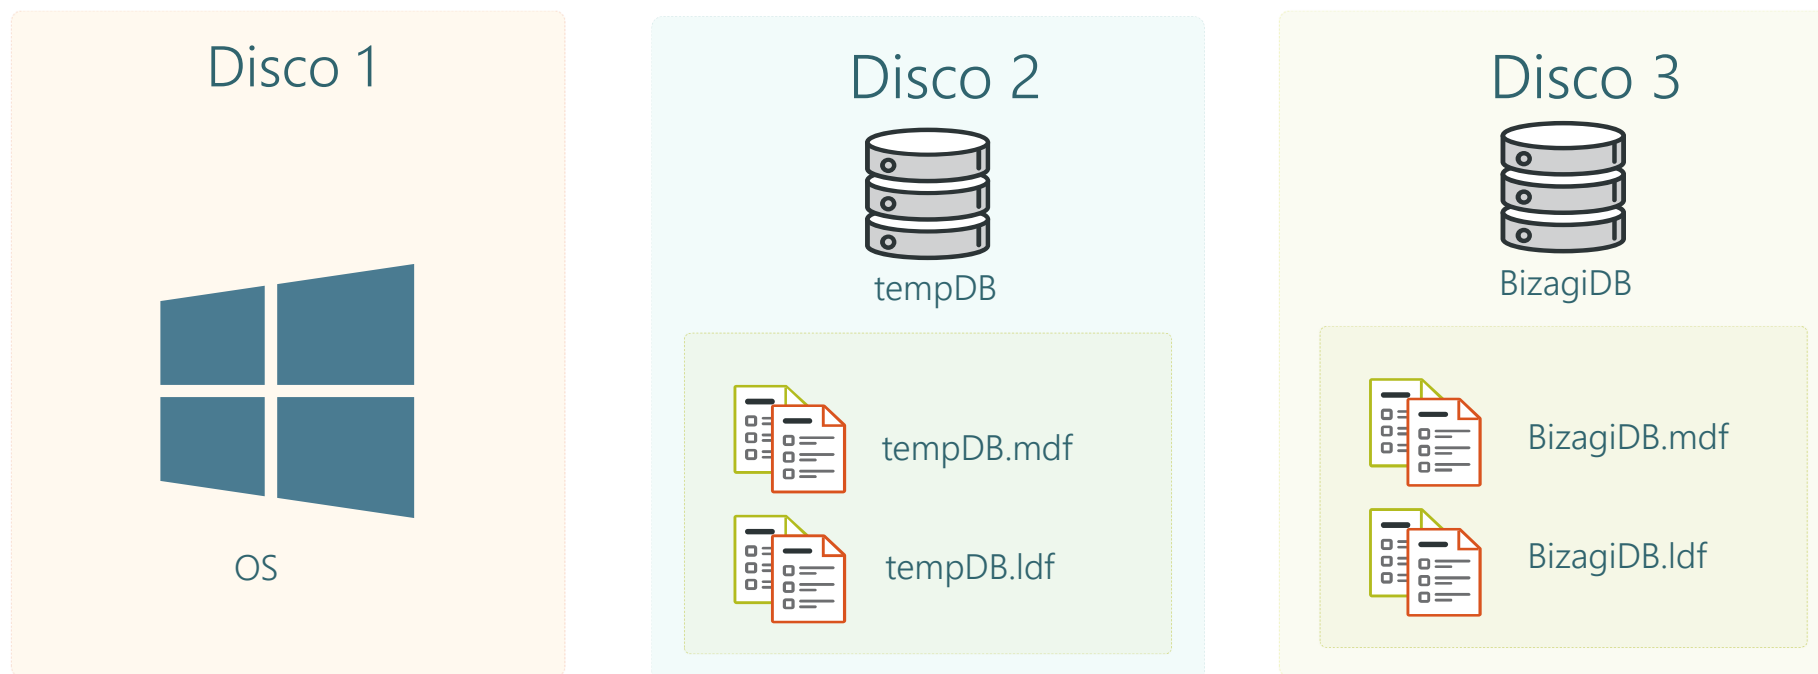 Disco 1
OS
Disco 2
tempDB
tempDB.mdf
tempDB.ldf
Disco 3
BizagiDB
BizagiDB.mdf
BizagiDB.ldf